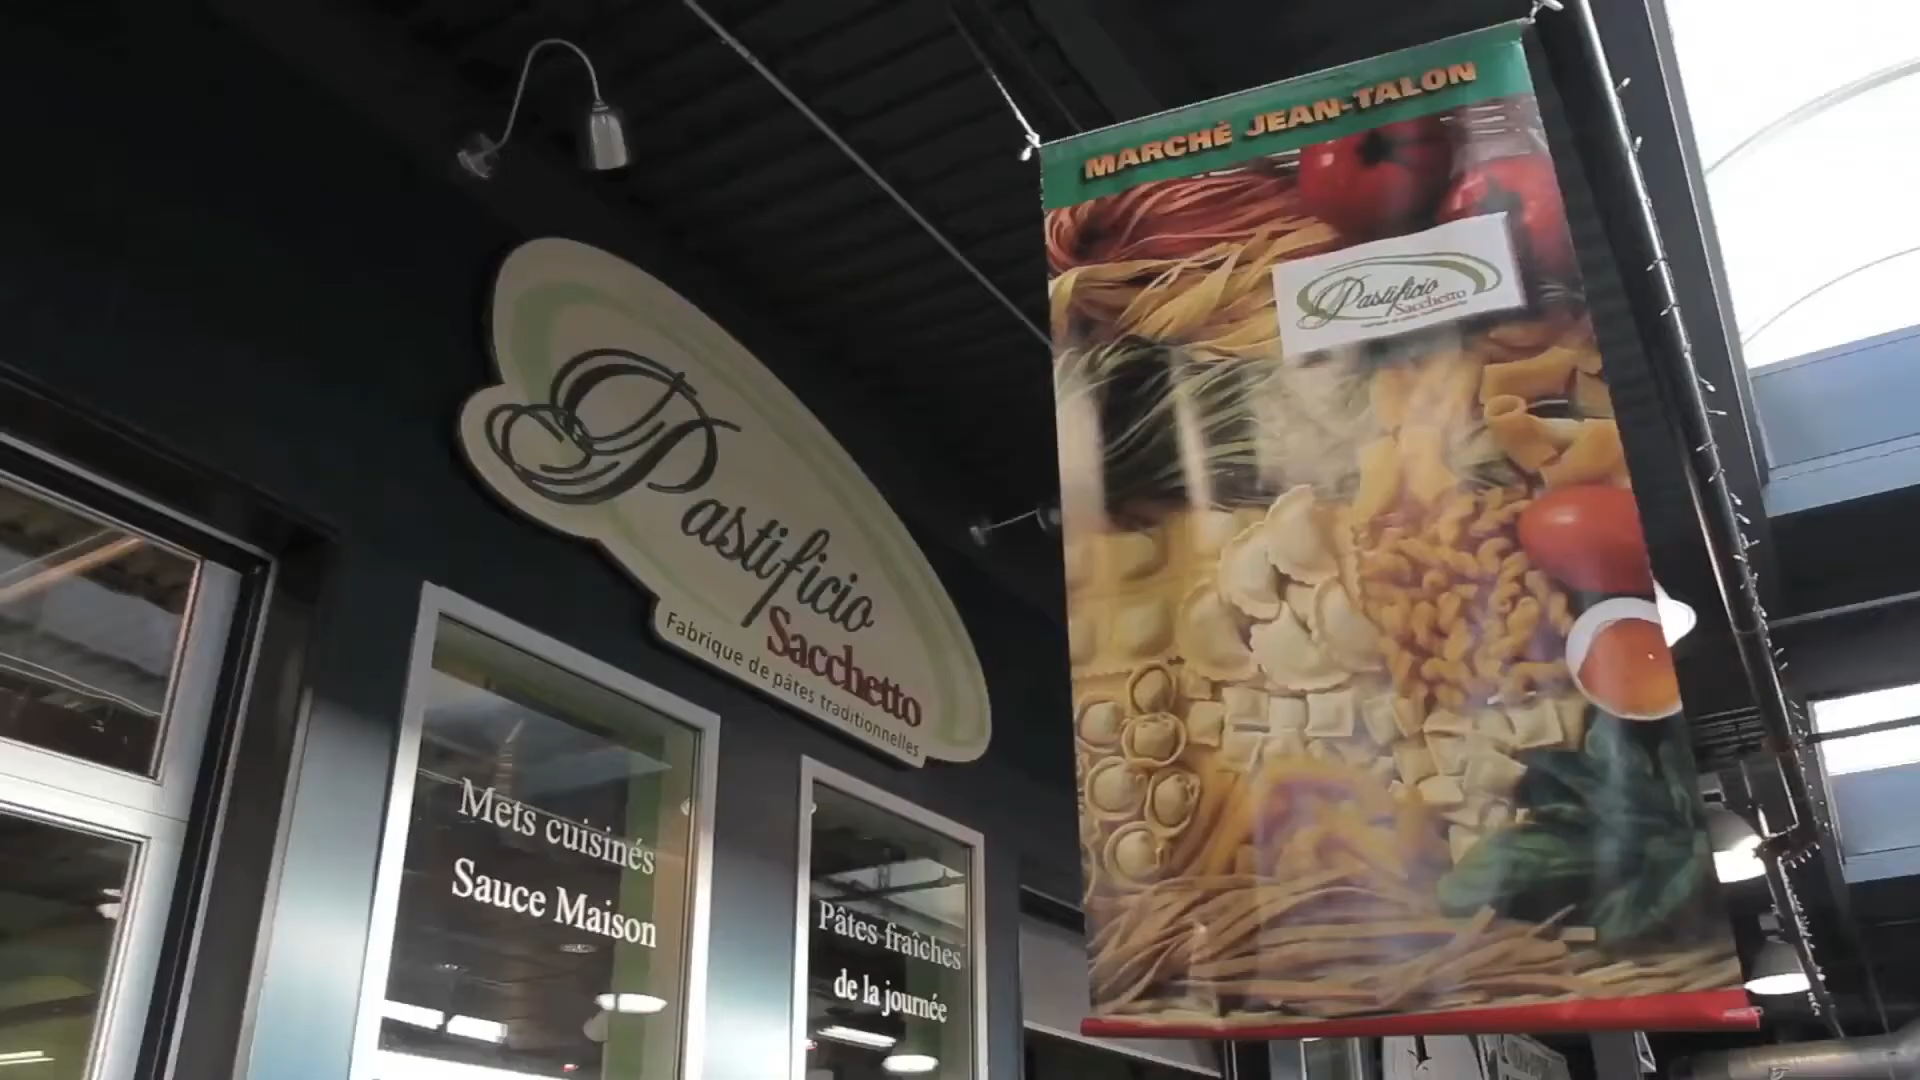 Pastificio
Sacchetto
Fabrique de pâtes traditionnelles
Mets cuisinés
Sauce Maison
Pâtes fraîches
de la journée
MARCHÉ JEAN-TALON
Pastificio
Sacchetto